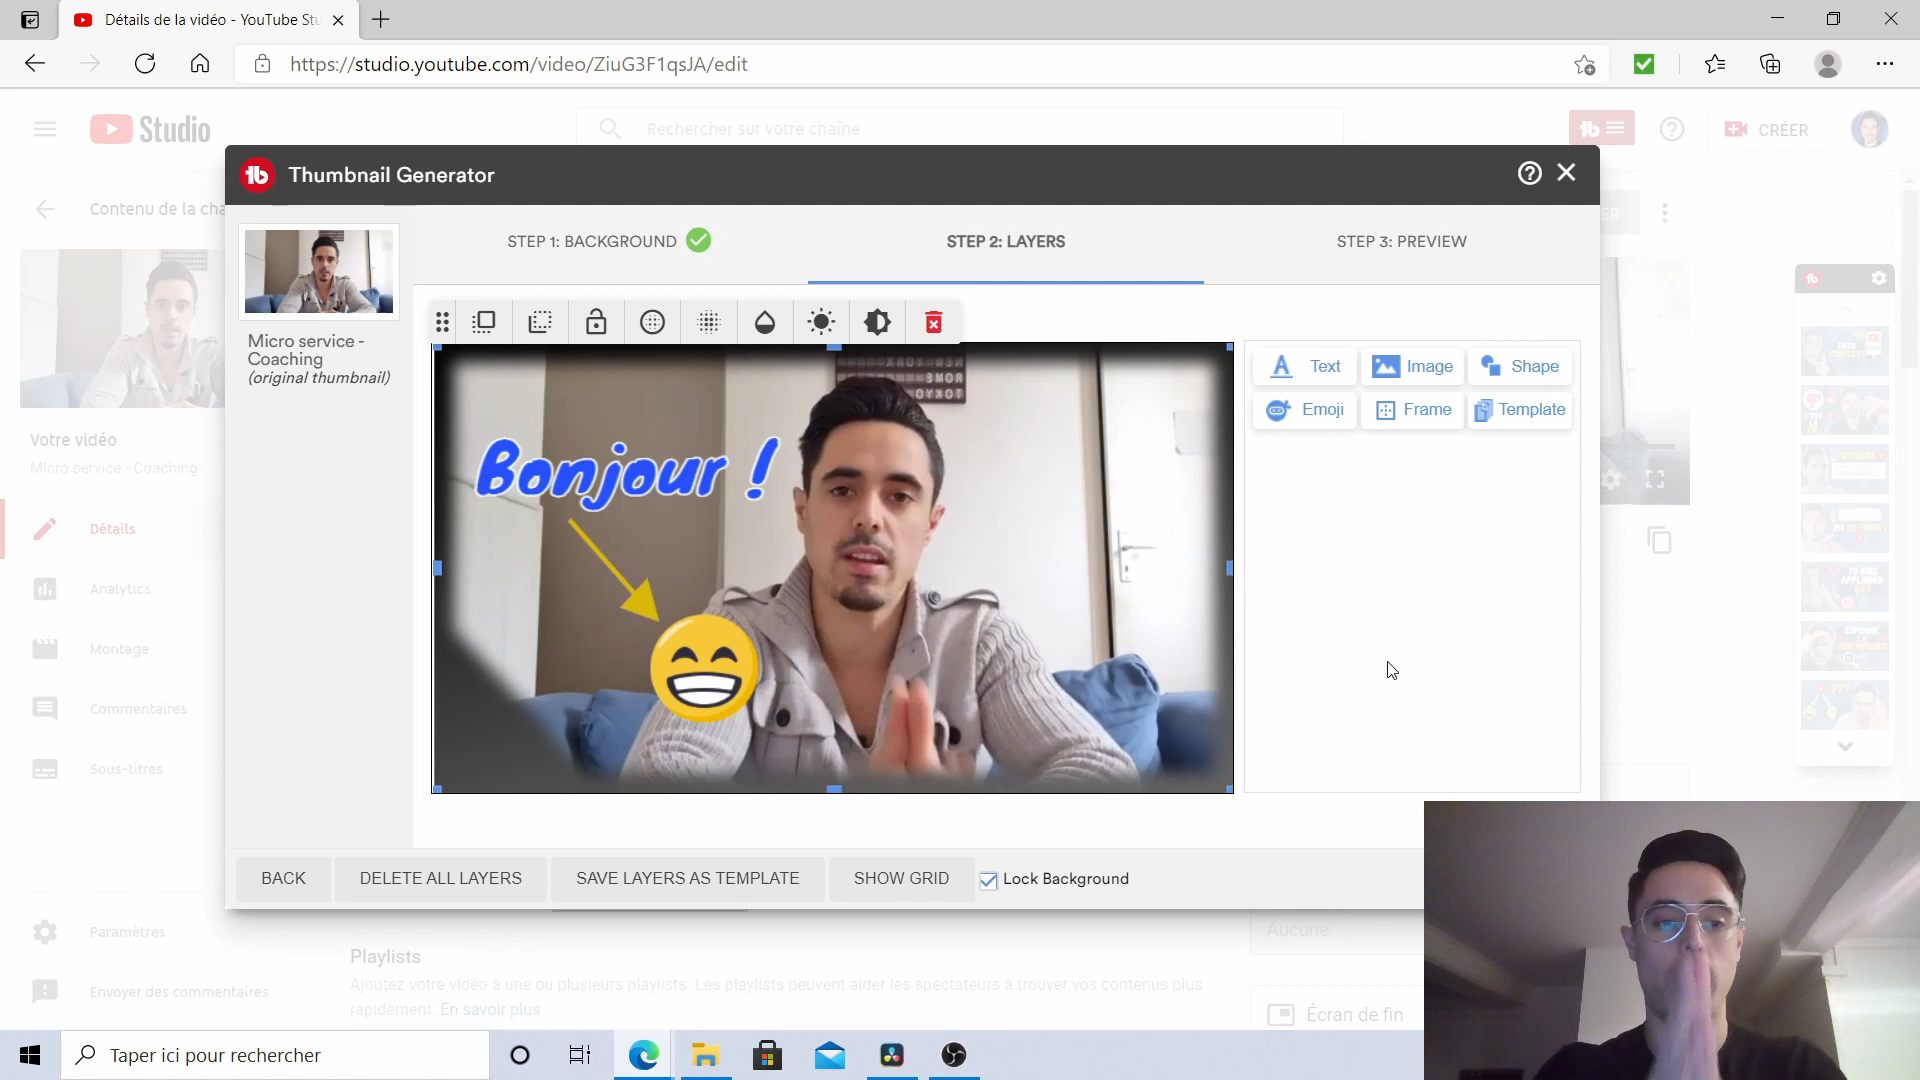 Détails de la vidéo - YouTube Stu
https://studio.youtube.com/video/ZiuG3F1qsJA/edit
Studio
Rechercher sur votre chaîne
CRÉER
Thumbnail Generator
Contenu de la cha
STEP 1: BACKGROUND
STEP 2: LAYERS
STEP 3: PREVIEW
Micro service -
Coaching
(original thumbnail)
Text
Image
Shape
Emoji
Frame
Template
Bonjour !
Votre vidéo
Micro service - Coaching
Détails
Analytics
Montage
Commentaires
Sous-titres
BACK
DELETE ALL LAYERS
SAVE LAYERS AS TEMPLATE
SHOW GRID
Lock Background
Paramètres
Envoyer des commentaires
Aucune
Playlists
Ajoutez votre vidéo à une ou plusieurs playlists. Les playlists peuvent aider les spectateurs à trouver vos contenus plus
rapidement. En savoir plus
Écran de fin
Taper ici pour rechercher